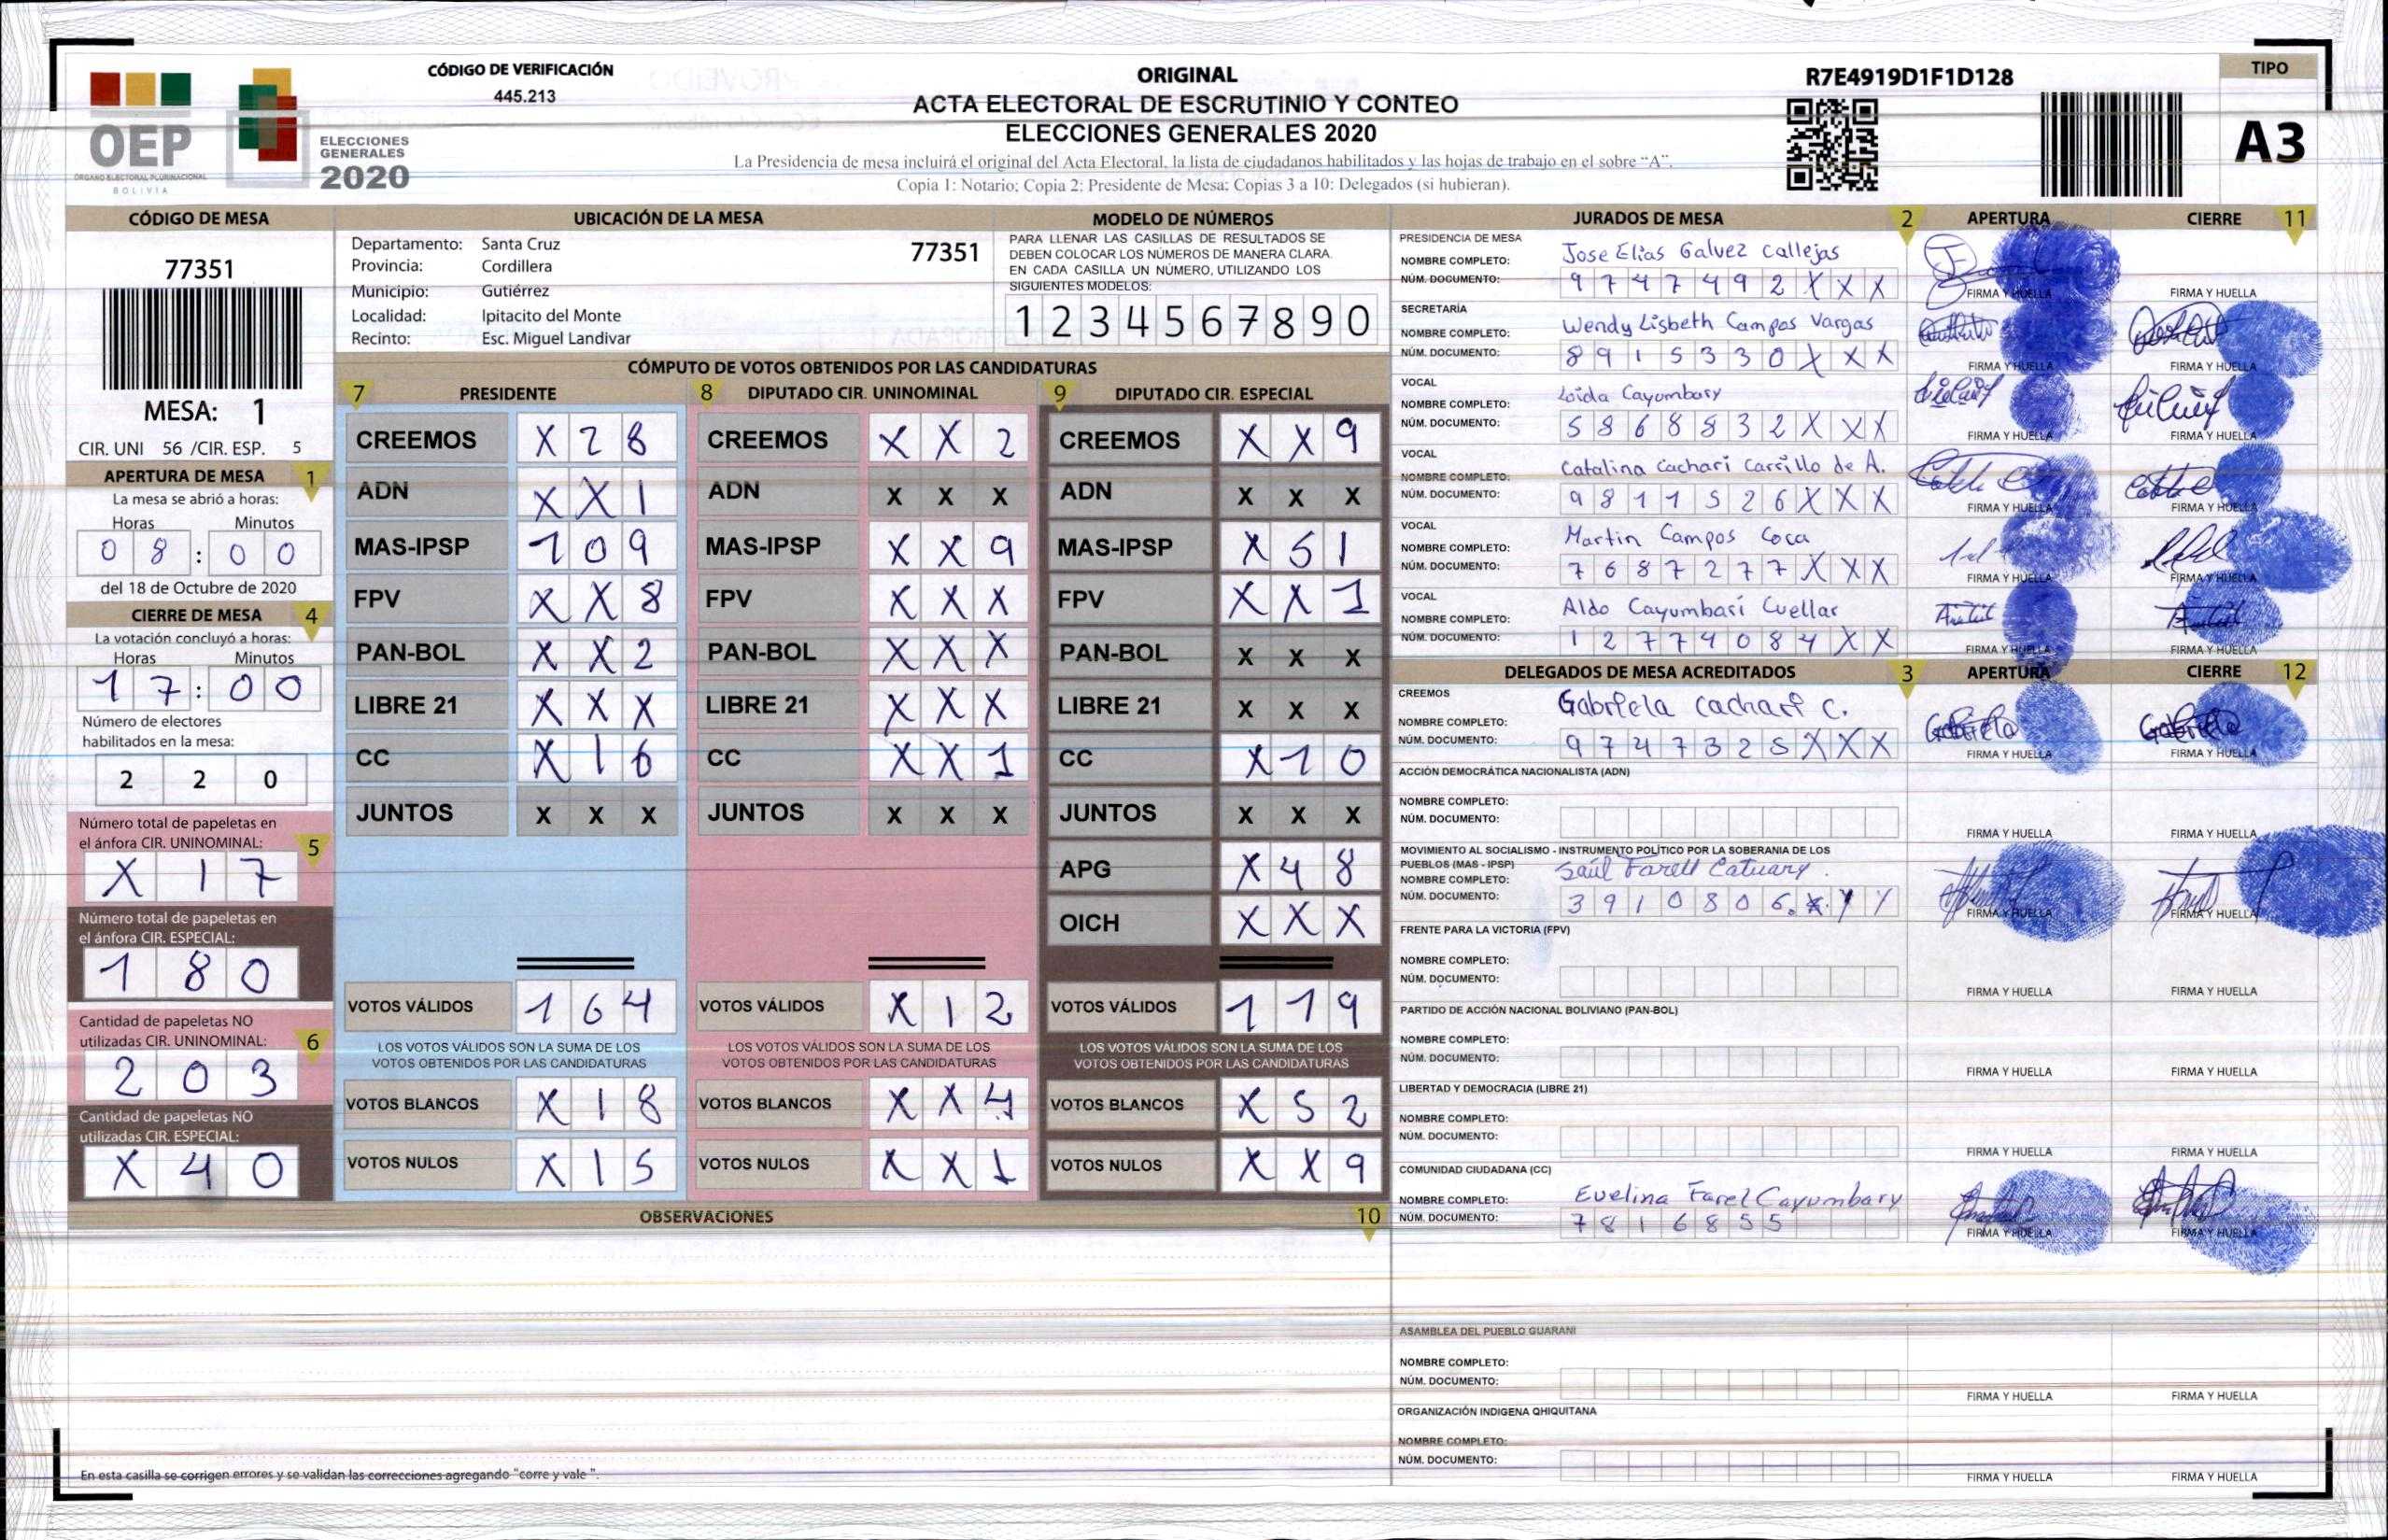 CÓDIGO DE VERIFICACIÓN
445.213
OEP
ÓRGANO ELECTORAL PLURINACIONAL
BOLIVIA
ELECCIONES
GENERALES
2020
ORIGINAL
ACTA ELECTORAL DE ESCRUTINIO Y CONTEO
ELECCIONES GENERALES 2020
La Presidencia de mesa incluirá el original del Acta Electoral, la lista de ciudadanos habilitados y las hojas de trabajo en el sobre "A".
Copia 1: Notario; Copia 2: Presidente de Mesa; Copias 3 a 10: Delegados (si hubieran).
R7E4919D1F1D128
TIPO
A3
CÓDIGO DE MESA
77351
MESA: 1
CIR. UNI 56 /CIR. ESP. 5
APERTURA DE MESA 1
La mesa se abrió a horas:
Horas Minutos
0 8 : 0 0
del 18 de Octubre de 2020
CIERRE DE MESA 4
La votación concluyó a horas:
Horas Minutos
1 7 : 0 0
Número de electores
habilitados en la mesa:
2 2 0
Número total de papeletas en
el ánfora CIR. UNINOMINAL: 5
X 1 7
Número total de papeletas en
el ánfora CIR. ESPECIAL:
1 8 0
Cantidad de papeletas NO
utilizadas CIR. UNINOMINAL: 6
2 0 3
Cantidad de papeletas NO
utilizadas CIR. ESPECIAL:
X 4 0
UBICACIÓN DE LA MESA
Departamento: Santa Cruz 77351
Provincia: Cordillera
Municipio: Gutiérrez
Localidad: Ipitacito del Monte
Recinto: Esc. Miguel Landivar
MODELO DE NÚMEROS
PARA LLENAR LAS CASILLAS DE RESULTADOS SE
DEBEN COLOCAR LOS NÚMEROS DE MANERA CLARA.
EN CADA CASILLA UN NÚMERO, UTILIZANDO LOS
SIGUIENTES MODELOS:
1 2 3 4 5 6 7 8 9 0
CÓMPUTO DE VOTOS OBTENIDOS POR LAS CANDIDATURAS
7 PRESIDENTE
CREEMOS X 2 8
ADN X X 1
MAS-IPSP 1 0 9
FPV X X 8
PAN-BOL X X 2
LIBRE 21 X X X
CC X 1 6
JUNTOS X X X
VOTOS VÁLIDOS 1 6 4
LOS VOTOS VÁLIDOS SON LA SUMA DE LOS
VOTOS OBTENIDOS POR LAS CANDIDATURAS
VOTOS BLANCOS X 1 8
VOTOS NULOS X 1 5
8 DIPUTADO CIR. UNINOMINAL
CREEMOS X X 2
ADN X X X
MAS-IPSP X X 9
FPV X X X
PAN-BOL X X X
LIBRE 21 X X X
CC X X 1
JUNTOS X X X
VOTOS VÁLIDOS X 1 2
LOS VOTOS VÁLIDOS SON LA SUMA DE LOS
VOTOS OBTENIDOS POR LAS CANDIDATURAS
VOTOS BLANCOS X X 4
VOTOS NULOS X X 1
9 DIPUTADO CIR. ESPECIAL
CREEMOS X X 9
ADN X X X
MAS-IPSP X 5 1
FPV X X 1
PAN-BOL X X X
LIBRE 21 X X X
CC X 1 0
JUNTOS X X X
APG X 4 8
OICH X X X
VOTOS VÁLIDOS 1 1 9
LOS VOTOS VÁLIDOS SON LA SUMA DE LOS
VOTOS OBTENIDOS POR LAS CANDIDATURAS
VOTOS BLANCOS X 5 2
VOTOS NULOS X X 9
OBSERVACIONES 10
En esta casilla se corrigen errores y se validan las correcciones agregando "corre y vale ".
JURADOS DE MESA 2 APERTURA CIERRE 11
PRESIDENCIA DE MESA
NOMBRE COMPLETO: Jose Elias Galvez Callejas
NÚM. DOCUMENTO: 9 7 4 7 4 9 2 X X X
FIRMA Y HUELLA FIRMA Y HUELLA
SECRETARÍA
NOMBRE COMPLETO: Wendy Lisbeth Campos Vargas
NÚM. DOCUMENTO: 8 9 1 5 3 3 0 X X X
FIRMA Y HUELLA FIRMA Y HUELLA
VOCAL
NOMBRE COMPLETO: Loida Cayumbary
NÚM. DOCUMENTO: 5 8 6 8 8 3 2 X X X
FIRMA Y HUELLA FIRMA Y HUELLA
VOCAL
NOMBRE COMPLETO: Catalina Cachari Carrillo de A.
NÚM. DOCUMENTO: 9 8 1 1 5 2 6 X X X
FIRMA Y HUELLA FIRMA Y HUELLA
VOCAL
NOMBRE COMPLETO: Martin Campos Coca
NÚM. DOCUMENTO: 7 6 8 7 2 7 7 X X X
FIRMA Y HUELLA FIRMA Y HUELLA
VOCAL
NOMBRE COMPLETO: Aldo Cayumbari Cuellar
NÚM. DOCUMENTO: 1 2 7 7 4 0 8 4 X X
FIRMA Y HUELLA FIRMA Y HUELLA
DELEGADOS DE MESA ACREDITADOS 3 APERTURA CIERRE 12
CREEMOS
NOMBRE COMPLETO: Gabriela Cachari C. Gabriela Gabriela
NÚM. DOCUMENTO: 9 7 4 7 3 2 5 X X X
FIRMA Y HUELLA FIRMA Y HUELLA
ACCIÓN DEMOCRÁTICA NACIONALISTA (ADN)
NOMBRE COMPLETO:
NÚM. DOCUMENTO:
FIRMA Y HUELLA FIRMA Y HUELLA
MOVIMIENTO AL SOCIALISMO - INSTRUMENTO POLÍTICO POR LA SOBERANIA DE LOS
PUEBLOS (MAS - IPSP)
NOMBRE COMPLETO: Saúl Farell Catuary.
NÚM. DOCUMENTO: 3 9 1 0 8 0 6
FIRMA Y HUELLA FIRMA Y HUELLA
FRENTE PARA LA VICTORIA (FPV)
NOMBRE COMPLETO:
NÚM. DOCUMENTO:
FIRMA Y HUELLA FIRMA Y HUELLA
PARTIDO DE ACCIÓN NACIONAL BOLIVIANO (PAN-BOL)
NOMBRE COMPLETO:
NÚM. DOCUMENTO:
FIRMA Y HUELLA FIRMA Y HUELLA
LIBERTAD Y DEMOCRACIA (LIBRE 21)
NOMBRE COMPLETO:
NÚM. DOCUMENTO:
FIRMA Y HUELLA FIRMA Y HUELLA
COMUNIDAD CIUDADANA (CC)
NOMBRE COMPLETO: Evelina Farel Cayumbary
NÚM. DOCUMENTO: 7 8 1 6 8 5 5
FIRMA Y HUELLA FIRMA Y HUELLA
ASAMBLEA DEL PUEBLO GUARANI
NOMBRE COMPLETO:
NÚM. DOCUMENTO:
FIRMA Y HUELLA FIRMA Y HUELLA
ORGANIZACIÓN INDIGENA QHIQUITANA
NOMBRE COMPLETO:
NÚM. DOCUMENTO:
FIRMA Y HUELLA FIRMA Y HUELLA